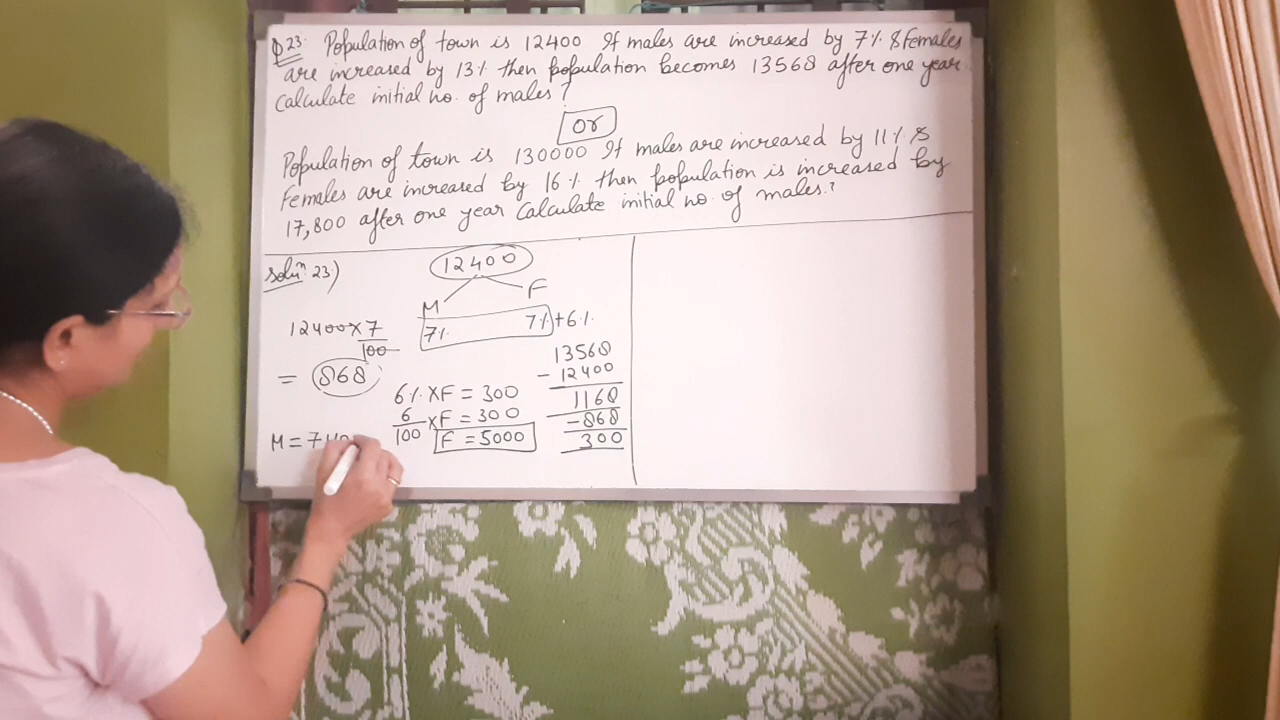 Q23. Population of town is 12400 If males are increased by 7% & females
are increased by 13% then population becomes 13568 after one year.
Calculate initial no. of males?
Or
Population of town is 130000 If males are increased by 11% &
females are increased by 16% then population is increased by
17,800 after one year Calculate initial no. of males?
Soluⁿ 23)
12400
M F
7% 7% + 6%
12400 × 7
100
= 868
13568
- 12400
1168
- 868
300
6% × F = 300
6/100 × F = 300
F = 5000
M = 740